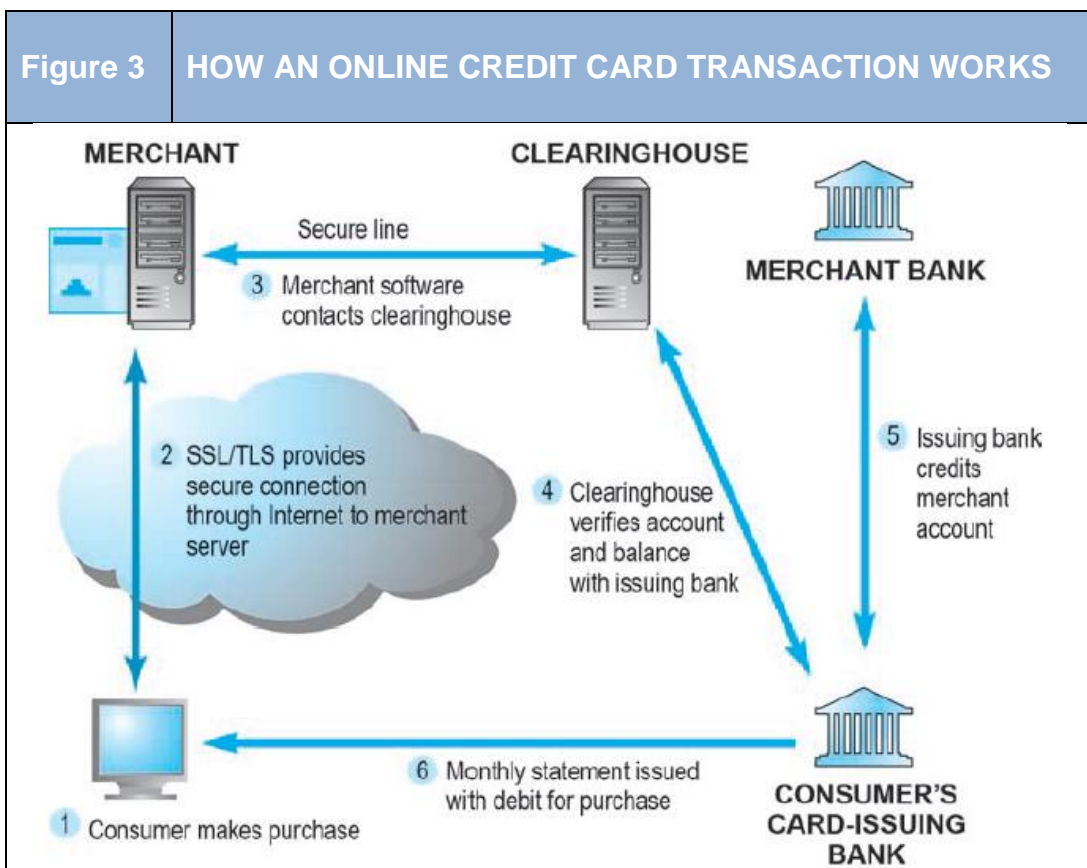 Figure 3
HOW AN ONLINE CREDIT CARD TRANSACTION WORKS
MERCHANT
CLEARINGHOUSE
Secure line
MERCHANT BANK
3 Merchant software
contacts clearinghouse
2 SSL/TLS provides
secure connection
through Internet to merchant
server
4 Clearinghouse
verifies account
and balance
with issuing bank
5 Issuing bank
credits
merchant
account
6 Monthly statement issued
with debit for purchase
1 Consumer makes purchase
CONSUMER'S
CARD-ISSUING
BANK